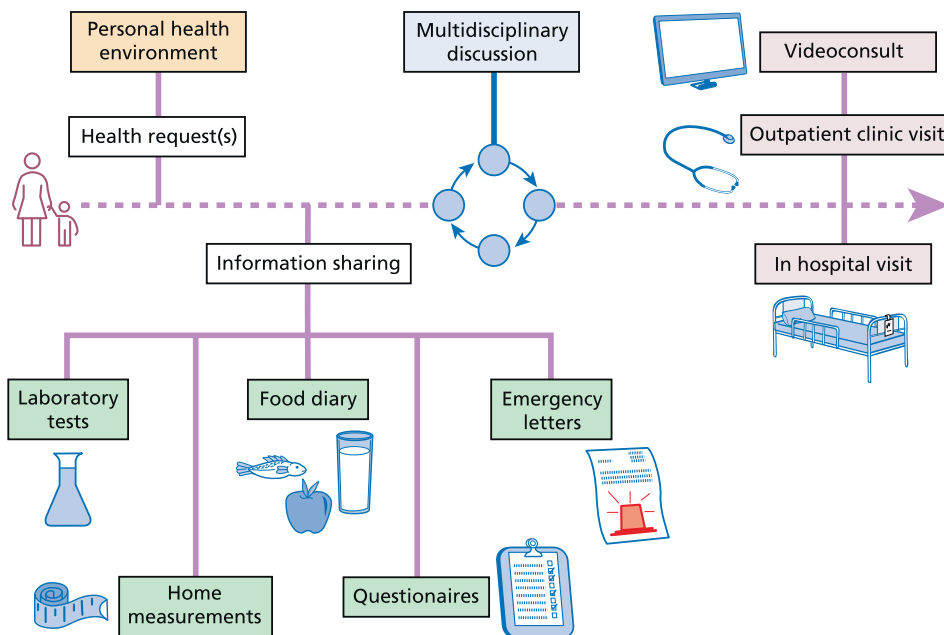 Personal health
environment
Multidisciplinary
discussion
Videoconsult
Health request(s)
Outpatient clinic visit
Information sharing
In hospital visit
Laboratory
tests
Food diary
Emergency
letters
Home
measurements
Questionaires